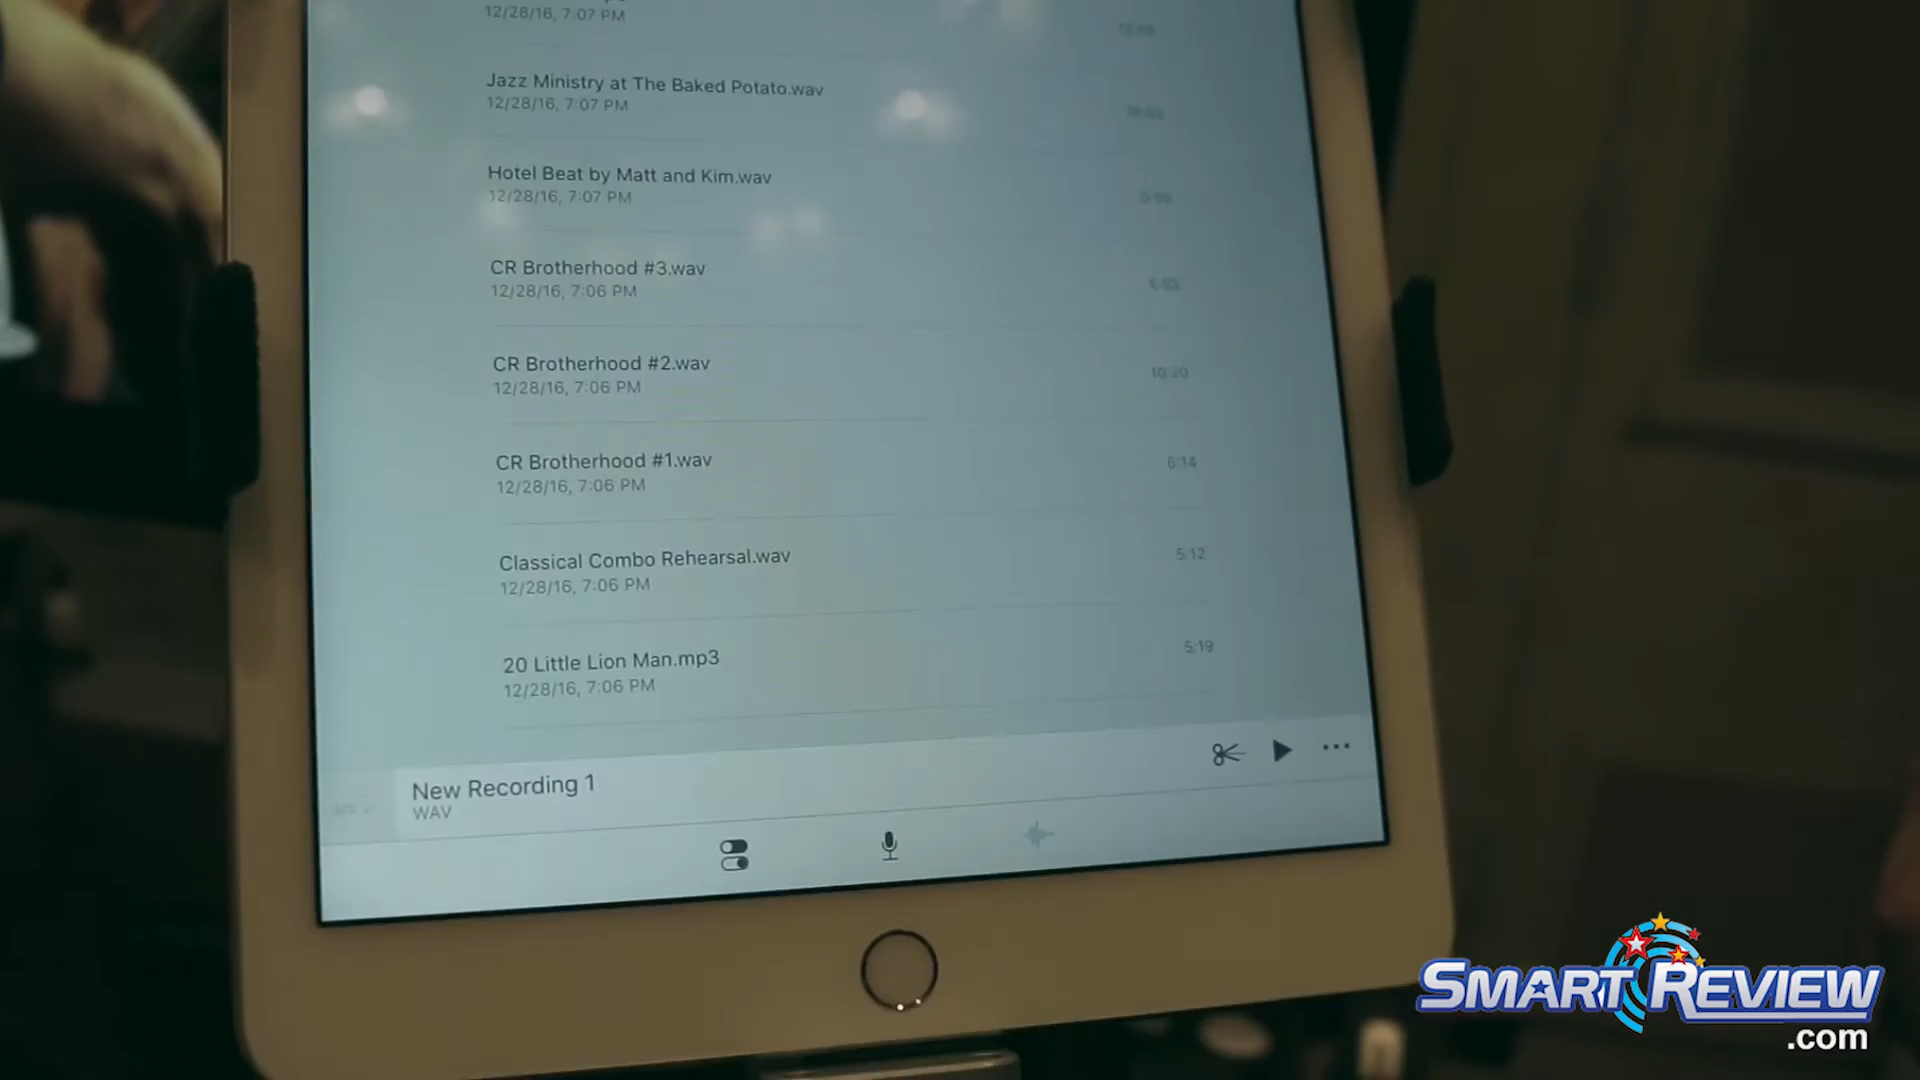 12/28/16, 7:07 PM
Jazz Ministry at The Baked Potato.wav
12/28/16, 7:07 PM
Hotel Beat by Matt and Kim.wav
12/28/16, 7:07 PM
CR Brotherhood #3.wav
12/28/16, 7:06 PM
CR Brotherhood #2.wav
12/28/16, 7:06 PM
10:20
CR Brotherhood #1.wav
12/28/16, 7:06 PM
6:14
Classical Combo Rehearsal.wav
12/28/16, 7:06 PM
5:12
20 Little Lion Man.mp3
12/28/16, 7:06 PM
5:19
New Recording 1
WAV
SMART REVIEW
.com